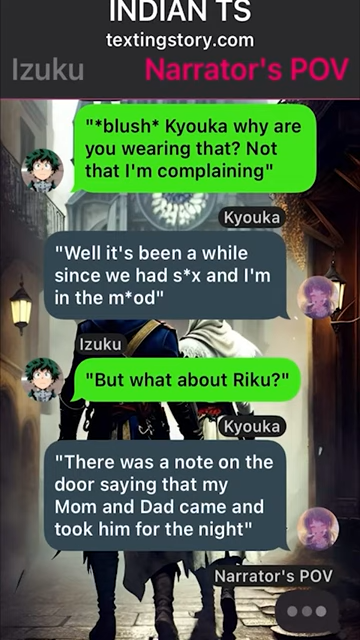 INDIAN TS
textingstory.com
Izuku Narrator's POV
"*blush* Kyouka why are
you wearing that? Not
that I'm complaining"
Kyouka
"Well it's been a while
since we had s*x and I'm
in the m*od"
Izuku
"But what about Riku?"
Kyouka
"There was a note on the
door saying that my
Mom and Dad came and
took him for the night"
Narrator's POV